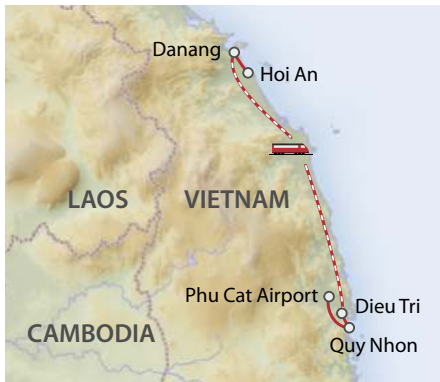 Danang
Hoi An
LAOS
VIETNAM
Phu Cat Airport
Dieu Tri
CAMBODIA
Quy Nhon